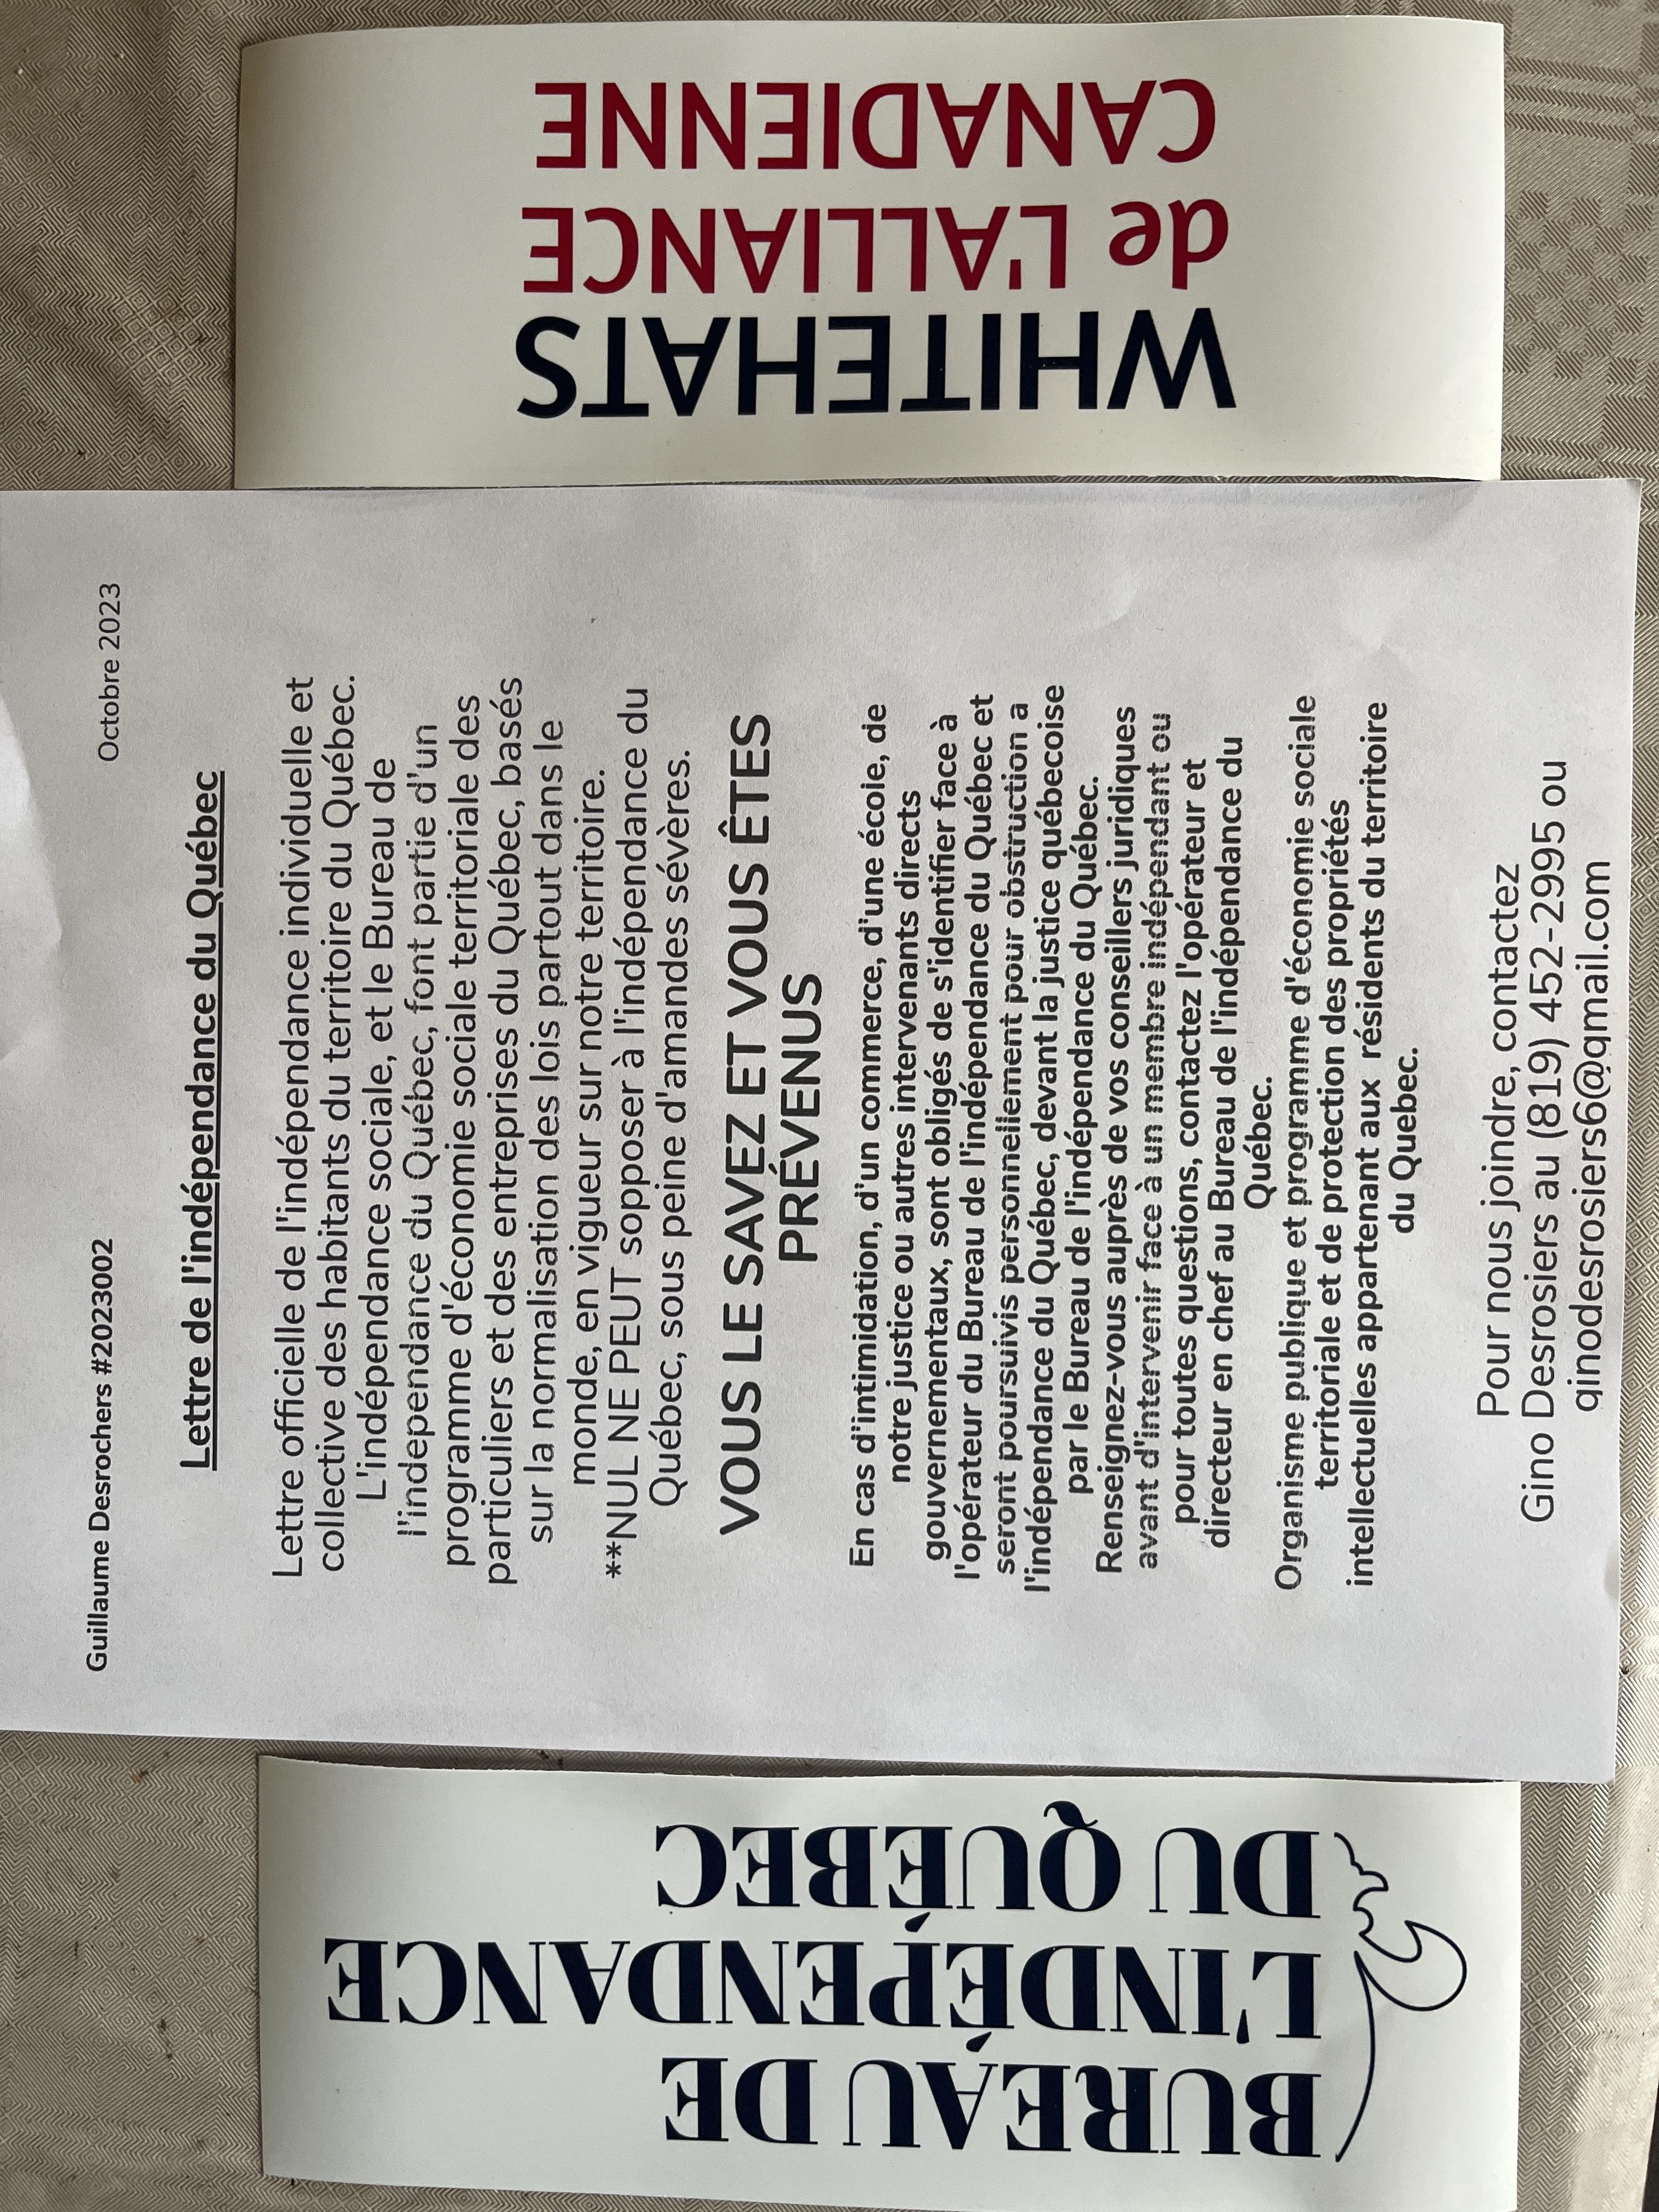 WHITEHATS
de L'ALLIANCE
CANADIENNE
Guillaume Desrochers #2023002
Octobre 2023
Lettre de l'indépendance du Québec
Lettre officielle de l'indépendance individuelle et
collective des habitants du territoire du Québec.
L'indépendance sociale, et le Bureau de
l'independance du Québec, font partie d'un
programme d'économie sociale territoriale des
particuliers et des entreprises du Québec, basés
sur la normalisation des lois partout dans le
monde, en vigueur sur notre territoire.
**NUL NE PEUT sopposer à l'indépendance du
Québec, sous peine d'amandes sévères.
VOUS LE SAVEZ ET VOUS ÊTES
PRÉVENUS
En cas d'intimidation, d'un commerce, d'une école, de
notre justice ou autres intervenants directs
gouvernementaux, sont obligés de s'identifier face à
l'opérateur du Bureau de l'indépendance du Québec et
seront poursuivis personnellement pour obstruction a
l'indépendance du Québec, devant la justice québecoise
par le Bureau de l'indépendance du Québec.
Renseignez-vous auprès de vos conseillers juridiques
avant d'intervenir face à un membre indépendant ou
pour toutes questions, contactez l'opérateur et
directeur en chef au Bureau de l'indépendance du
Québec.
Organisme publique et programme d'économie sociale
territoriale et de protection des propriétés
intellectuelles appartenant aux résidents du territoire
du Quebec.
Pour nous joindre, contactez
Gino Desrosiers au (819) 452-2995 ou
ginodesrosiers6@gmail.com
BUREAU DE
L'INDÉPENDANCE
DU QUÉBEC